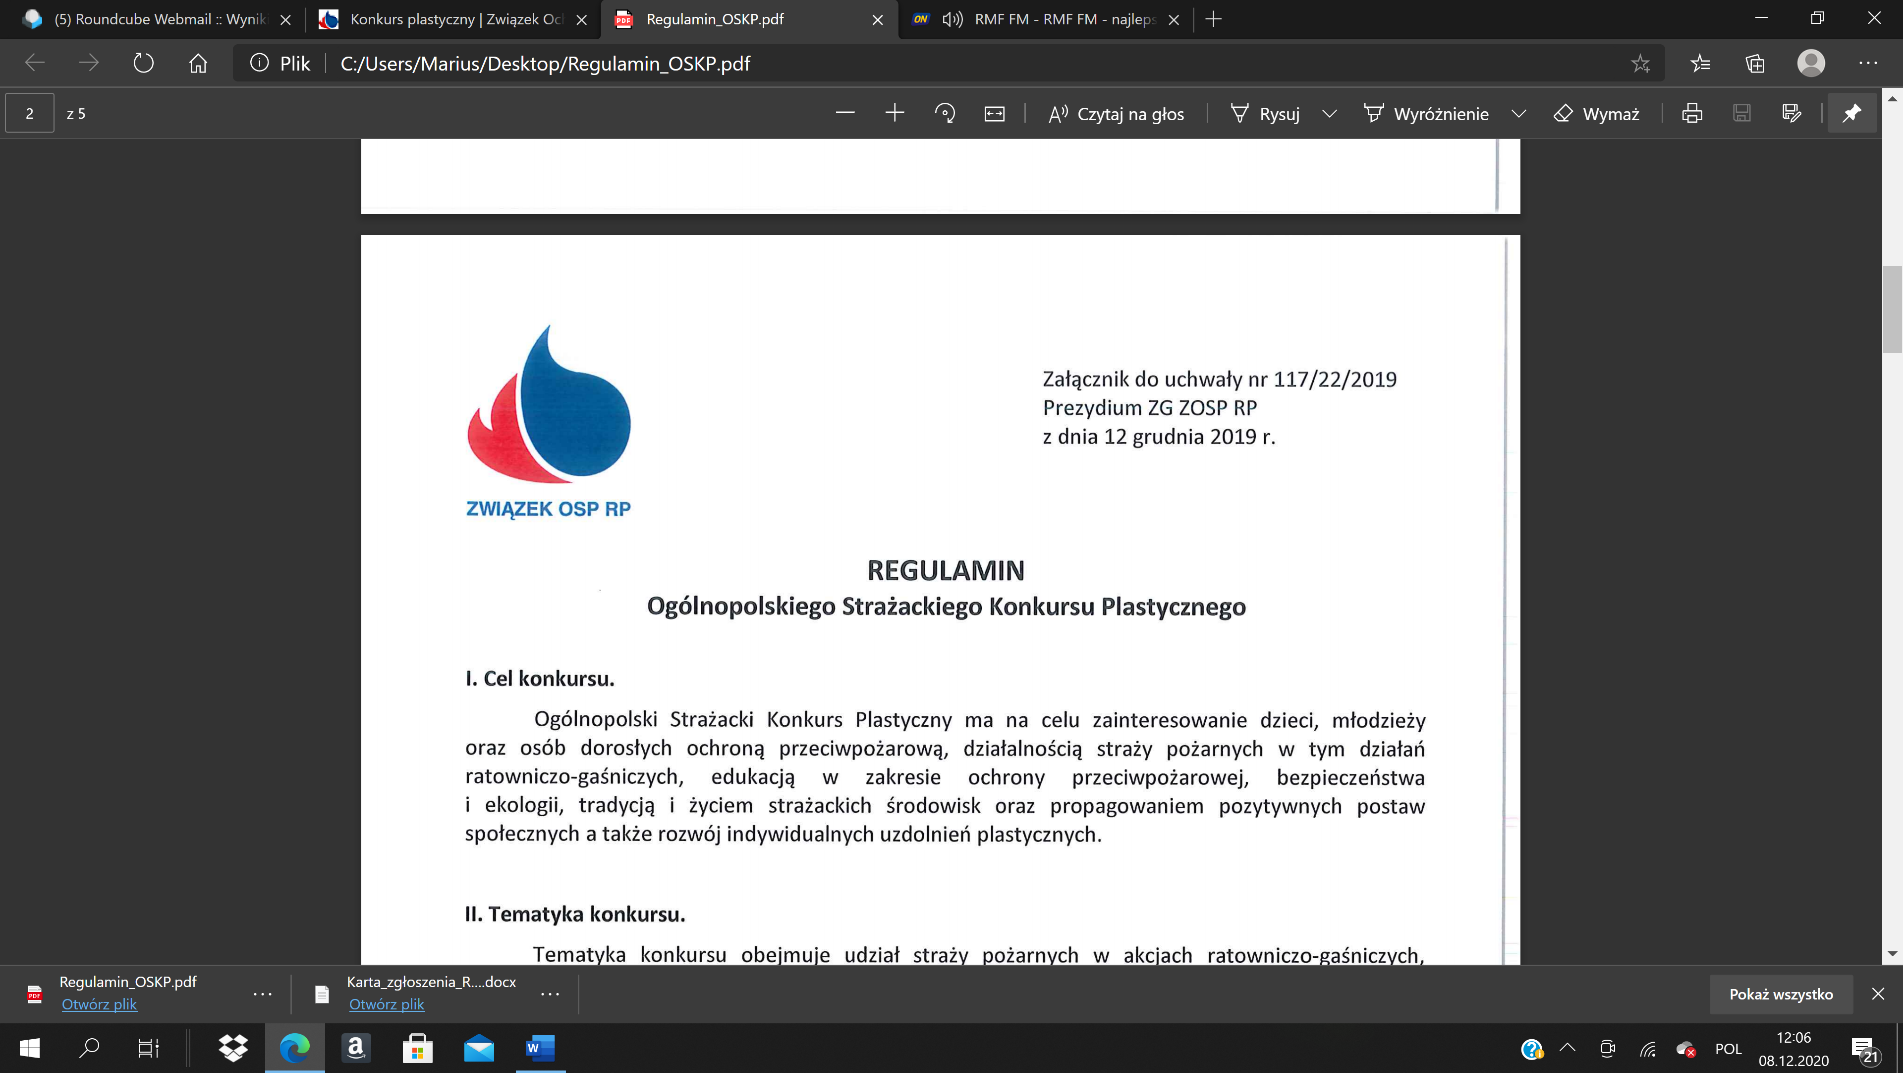 (5) Roundcube Webmail :: Wynik
Konkurs plastyczny | Związek Oc
Regulamin_OSKP.pdf
ON
RMF FM - RMF FM - najleps
Plik
C:/Users/Marius/Desktop/Regulamin_OSKP.pdf
2 z 5
Czytaj na głos
Rysuj
Wyróżnienie
Wymaż
Załącznik do uchwały nr 117/22/2019
Prezydium ZG ZOSP RP
z dnia 12 grudnia 2019 r.
ZWIĄZEK OSP RP
REGULAMIN
Ogólnopolskiego Strażackiego Konkursu Plastycznego
I. Cel konkursu.
Ogólnopolski Strażacki Konkurs Plastyczny ma na celu zainteresowanie dzieci, młodzieży
oraz osób dorosłych ochroną przeciwpożarową, działalnością straży pożarnych w tym działań
ratowniczo-gaśniczych, edukacją w zakresie ochrony przeciwpożarowej, bezpieczeństwa
i ekologii, tradycją i życiem strażackich środowisk oraz propagowaniem pozytywnych postaw
społecznych a także rozwój indywidualnych uzdolnień plastycznych.
II. Tematyka konkursu.
Tematyka konkursu obejmuje udział straży pożarnych w akcjach ratowniczo-gaśniczych,
PDF
Regulamin_OSKP.pdf
Otwórz plik
Karta_zgłoszenia_R....docx
Otwórz plik
Pokaż wszystko
POL
12:06
08.12.2020
21